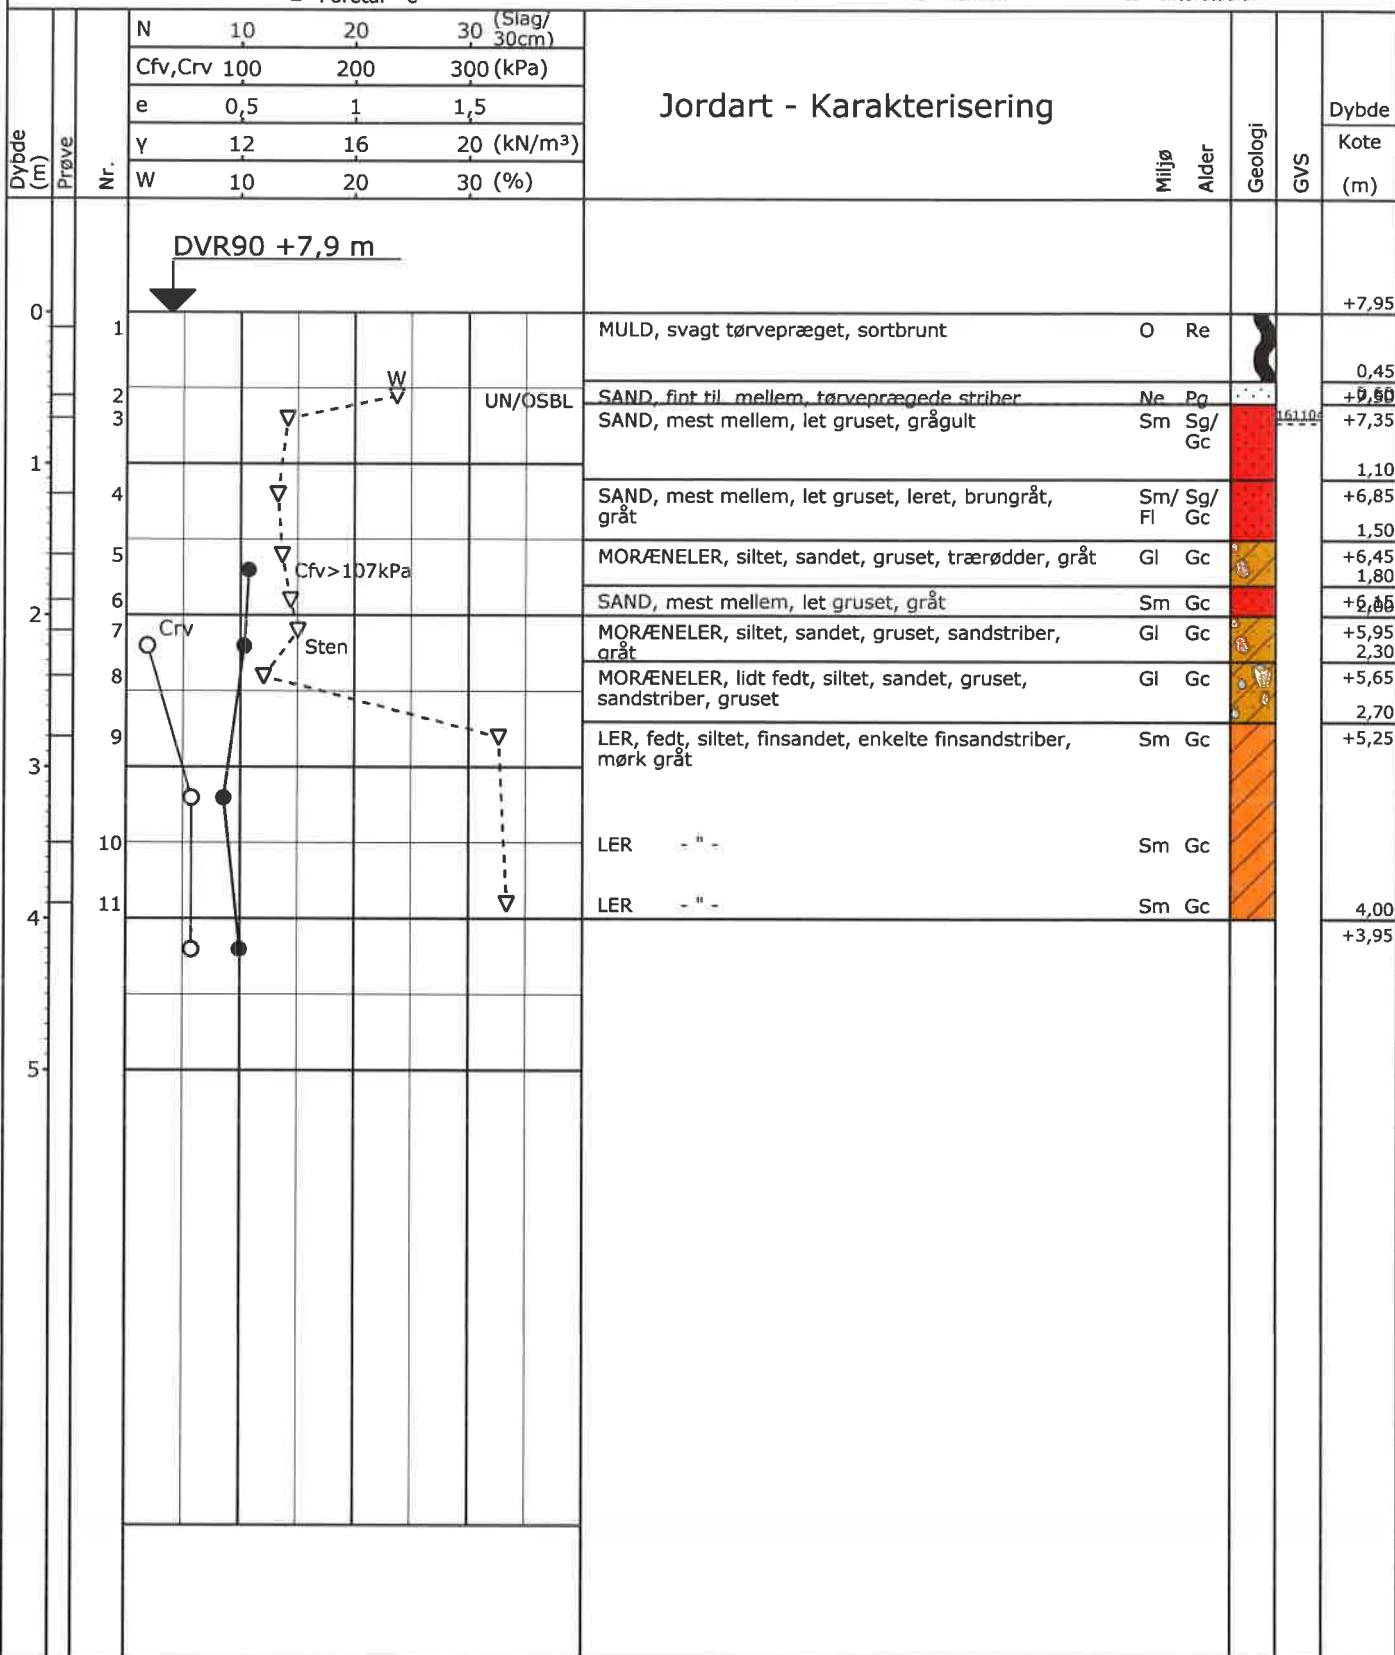 N 10 20 30 (Slag/30cm)
Cfv,Crv 100 200 300 (kPa)
e 0,5 1 1,5
γ 12 16 20 (kN/m³)
W 10 20 30 (%)
Dybde (m)
Prøve
Nr.
Jordart - Karakterisering
Miljø
Alder
Geologi
GVS
Dybde
Kote
(m)
DVR90 +7,9 m
0
+7,95
1 MULD, svagt tørvepræget, sortbrunt O Re
0,45
W
2 UN/OSBL SAND, fint til mellem, tørveprægede striber Ne Pg
3 SAND, mest mellem, let gruset, grågult Sm Sg/ +7,35
Gc
161104
1
1,10
4 SAND, mest mellem, let gruset, leret, brungråt, Sm/ Sg/ +6,85
gråt Fl Gc
1,50
5 MORÆNELER, siltet, sandet, gruset, trærødder, gråt Gl Gc +6,45
Cfv>107kPa
1,80
6 SAND, mest mellem, let gruset, gråt Sm Gc
2
7 Crv MORÆNELER, siltet, sandet, gruset, sandstriber, Gl Gc +5,95
Sten gråt 2,30
8 MORÆNELER, lidt fedt, siltet, sandet, gruset, Gl Gc +5,65
sandstriber, gruset
2,70
9 LER, fedt, siltet, finsandet, enkelte finsandstriber, Sm Gc +5,25
mørk gråt
3
10 LER - " - Sm Gc
11 LER - " - Sm Gc
4
4,00
+3,95
5